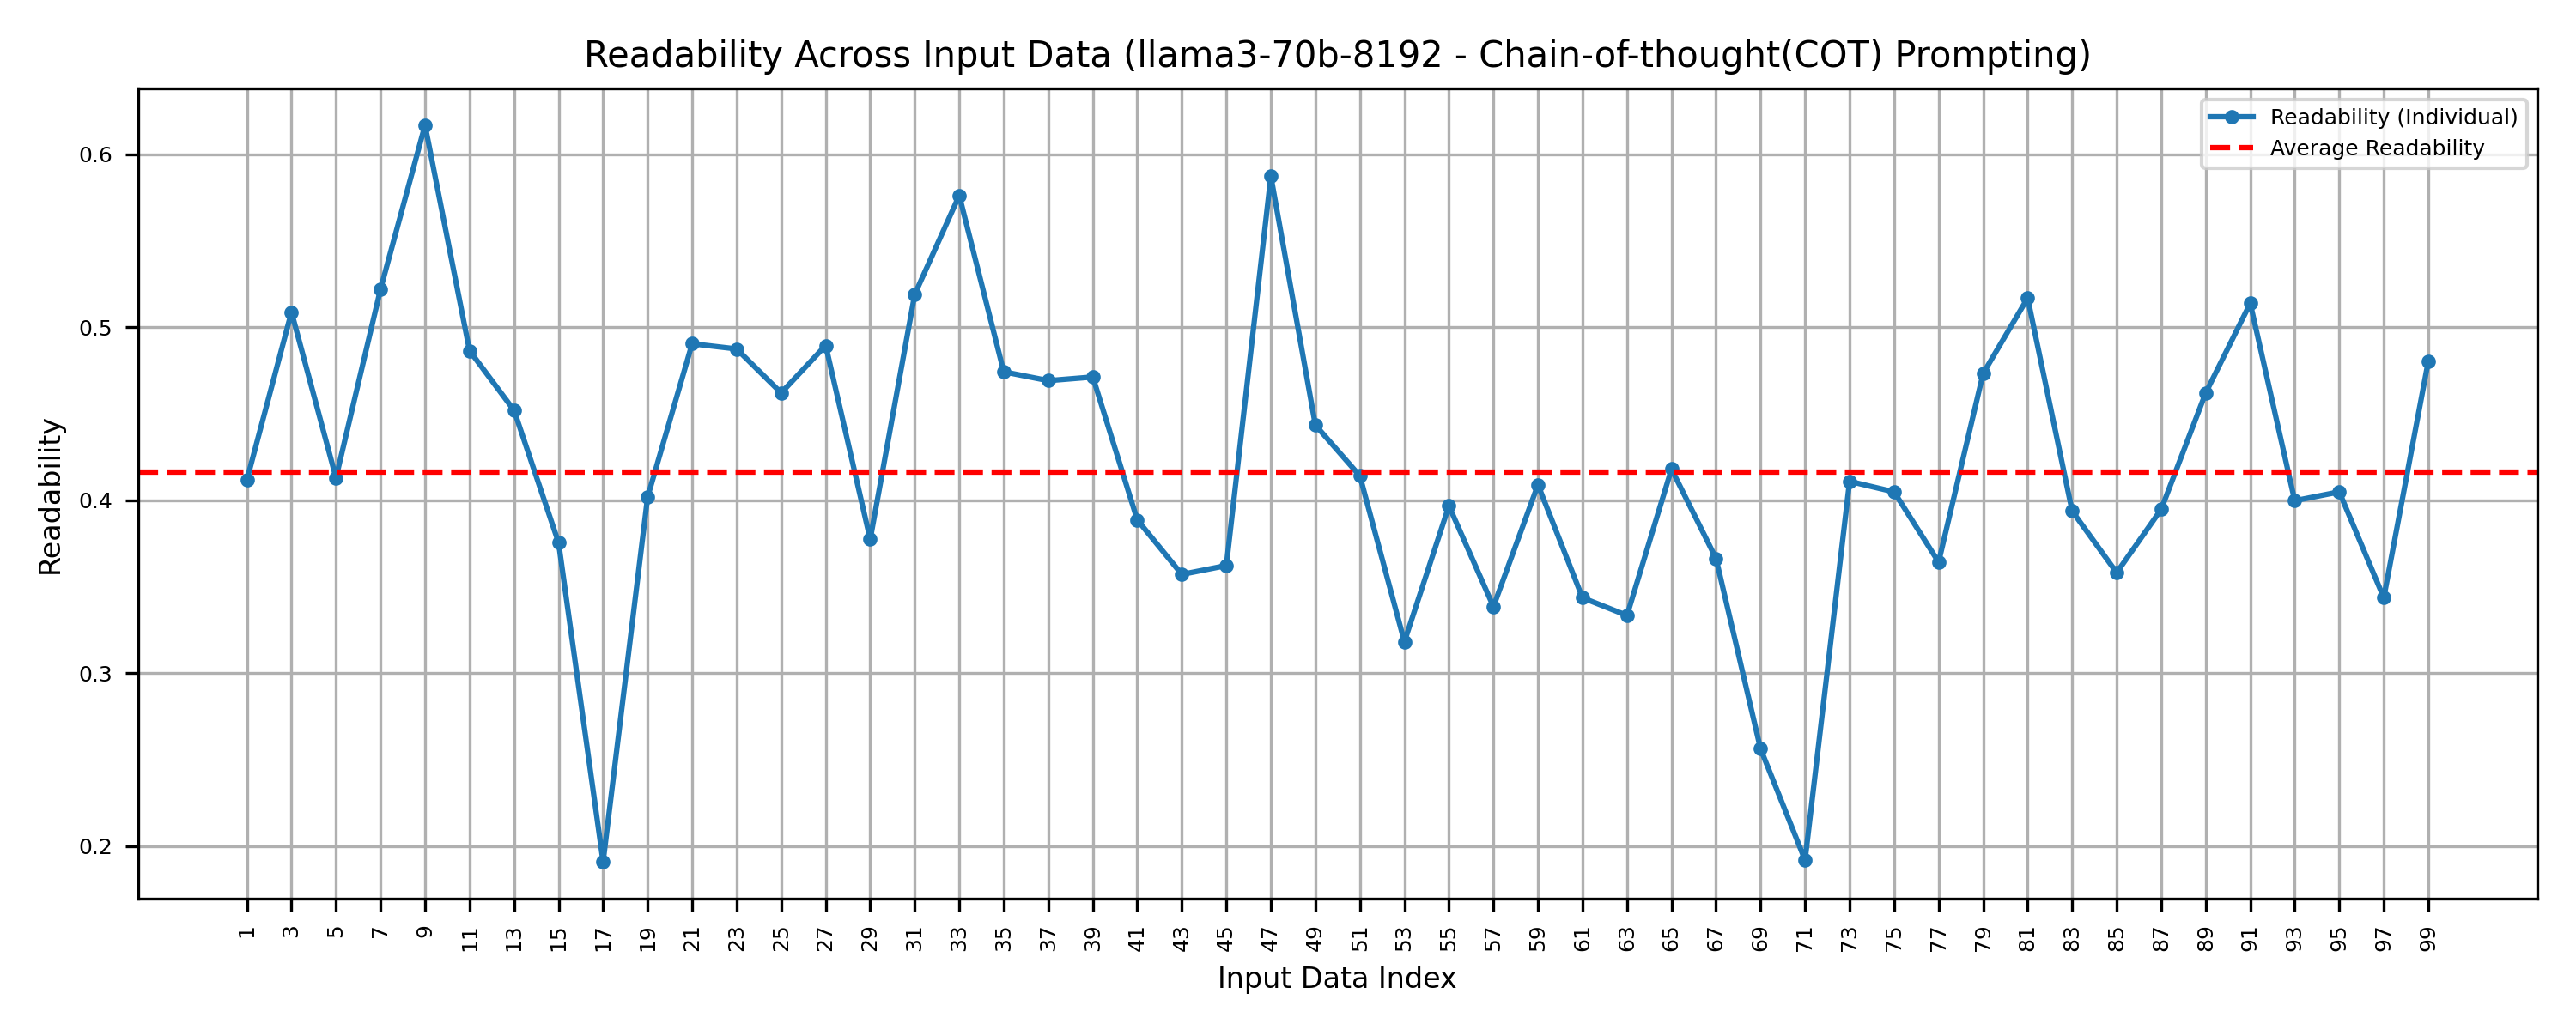 Readability Across Input Data (llama3-70b-8192 - Chain-of-thought(COT) Prompting)
Readability (Individual)
Average Readability
0.6
0.5
0.4
0.3
0.2
Readability
1 3 5 7 9 11 13 15 17 19 21 23 25 27 29 31 33 35 37 39 41 43 45 47 49 51 53 55 57 59 61 63 65 67 69 71 73 75 77 79 81 83 85 87 89 91 93 95 97 99
Input Data Index